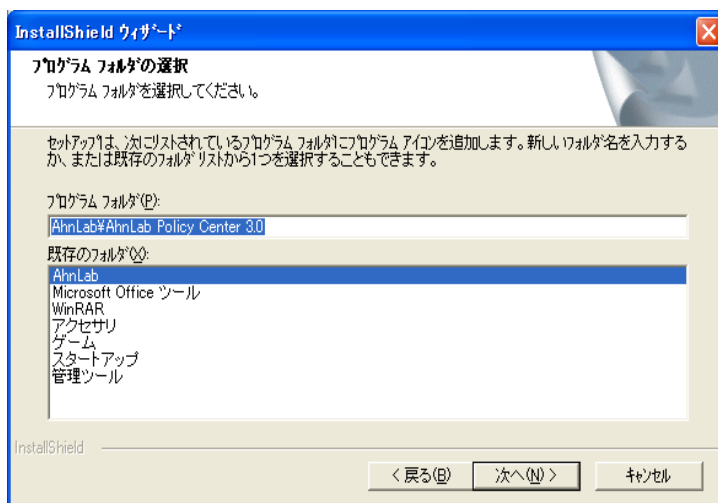 InstallShield ウィザード
プログラム フォルダの選択
プログラム フォルダを選択してください。
セットアップは、次にリストされているプログラム フォルダにプログラム アイコンを追加します。新しいフォルダ名を入力する
か、または既存のフォルダ リストから1つを選択することもできます。
プログラム フォルダ(P):
AhnLab¥AhnLab Policy Center 3.0
既存のフォルダ(X):
AhnLab
Microsoft Office ツール
WinRAR
アクセサリ
ゲーム
スタートアップ
管理ツール
InstallShield
< 戻る(B) 次へ(N) > キャンセル